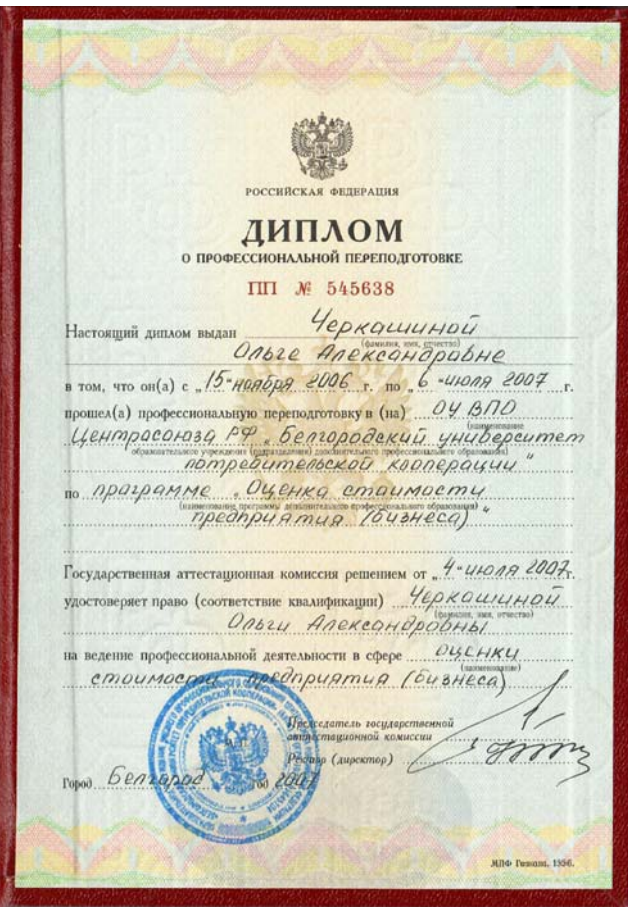 РОССИЙСКАЯ ФЕДЕРАЦИЯ
ДИПЛОМ
О ПРОФЕССИОНАЛЬНОЙ ПЕРЕПОДГОТОВКЕ
ПП № 545638
Настоящий диплом выдан Черкашиной
(фамилия, имя, отчество)
Ольге Александровне
в том, что он(а) с „15“ ноября 2006 г. по „6“ июля 2007 г.
прошел(а) профессиональную переподготовку в (на) ОУ ВПО
(наименование
Центросоюза РФ „Белгородский университет
образовательного учреждения (подразделения) дополнительного профессионального образования)
потребительской кооперации"
по программе „Оценка стоимости
(наименование программы дополнительного профессионального образования)
предприятия (бизнеса)"
Государственная аттестационная комиссия решением от „4“ июля 2007 г.
удостоверяет право (соответствие квалификации) Черкашиной
(фамилия, имя, отчество)
Ольги Александровны
на ведение профессиональной деятельности в сфере оценки
(наименование)
стоимости предприятия (бизнеса)
Председатель государственной
аттестационной комиссии
Ректор (директор)
Город Белгород год 2007
МПФ Гознака. 1996.